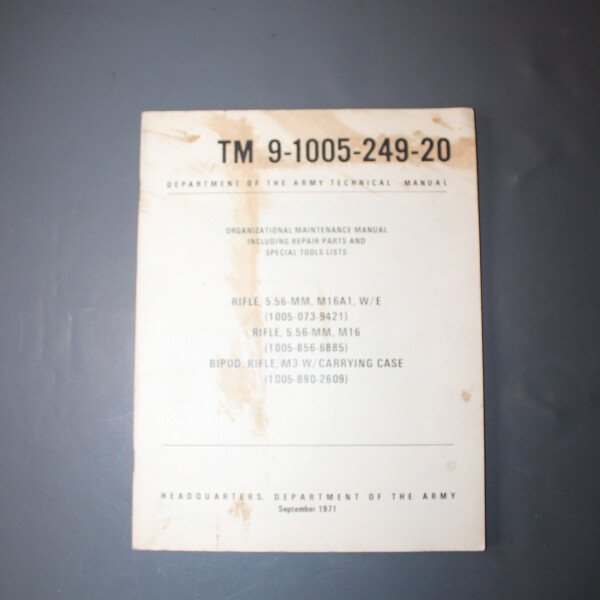 TM 9-1005-249-20
DEPARTMENT OF THE ARMY TECHNICAL MANUAL
ORGANIZATIONAL MAINTENANCE MANUAL
INCLUDING REPAIR PARTS AND
SPECIAL TOOLS LISTS
RIFLE, 5.56-MM, M16A1, W/E
(1005-073-9421)
RIFLE, 5.56-MM, M16
(1005-856-6885)
BIPOD, RIFLE, M3 W/CARRYING CASE
(1005-890-2609)
HEADQUARTERS, DEPARTMENT OF THE ARMY
September 1971